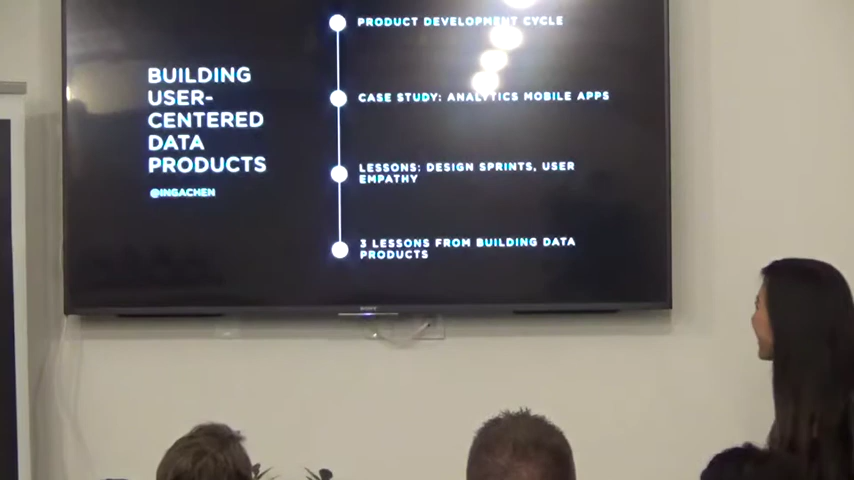 BUILDING
USER-
CENTERED
DATA
PRODUCTS
@INGACHEN
PRODUCT DEVELOPMENT CYCLE
CASE STUDY: ANALYTICS MOBILE APPS
LESSONS: DESIGN SPRINTS, USER
EMPATHY
3 LESSONS FROM BUILDING DATA
PRODUCTS
SONY